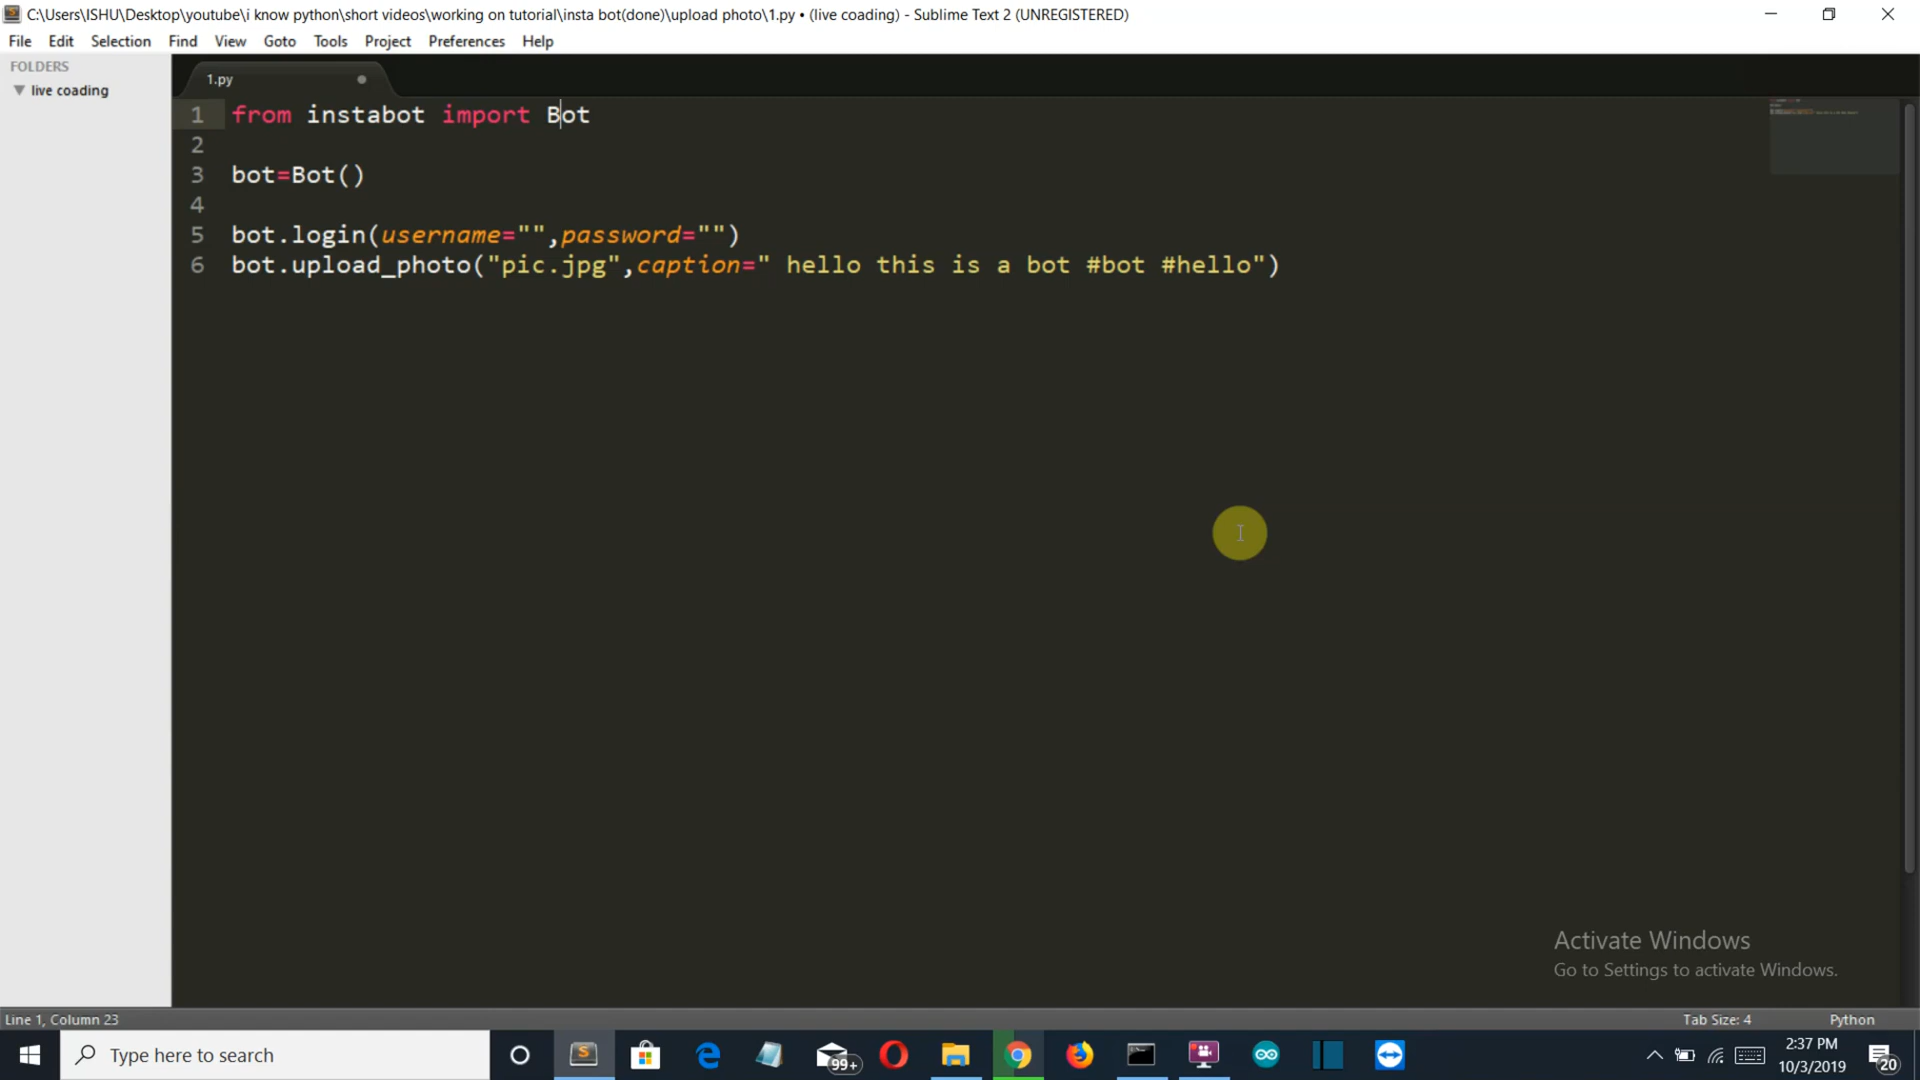 C:\Users\ISHU\Desktop\youtube\i know python\short videos\working on tutorial\insta bot(done)\upload photo\1.py • (live coading) - Sublime Text 2 (UNREGISTERED)
File Edit Selection Find View Goto Tools Project Preferences Help
FOLDERS
live coading
1.py
1 from instabot import Bot
2
3 bot=Bot()
4
5 bot.login(username="",password="")
6 bot.upload_photo("pic.jpg",caption=" hello this is a bot #bot #hello")
Activate Windows
Go to Settings to activate Windows.
Line 1, Column 23
Tab Size: 4
Python
Type here to search
99+
2:37 PM
10/3/2019
20